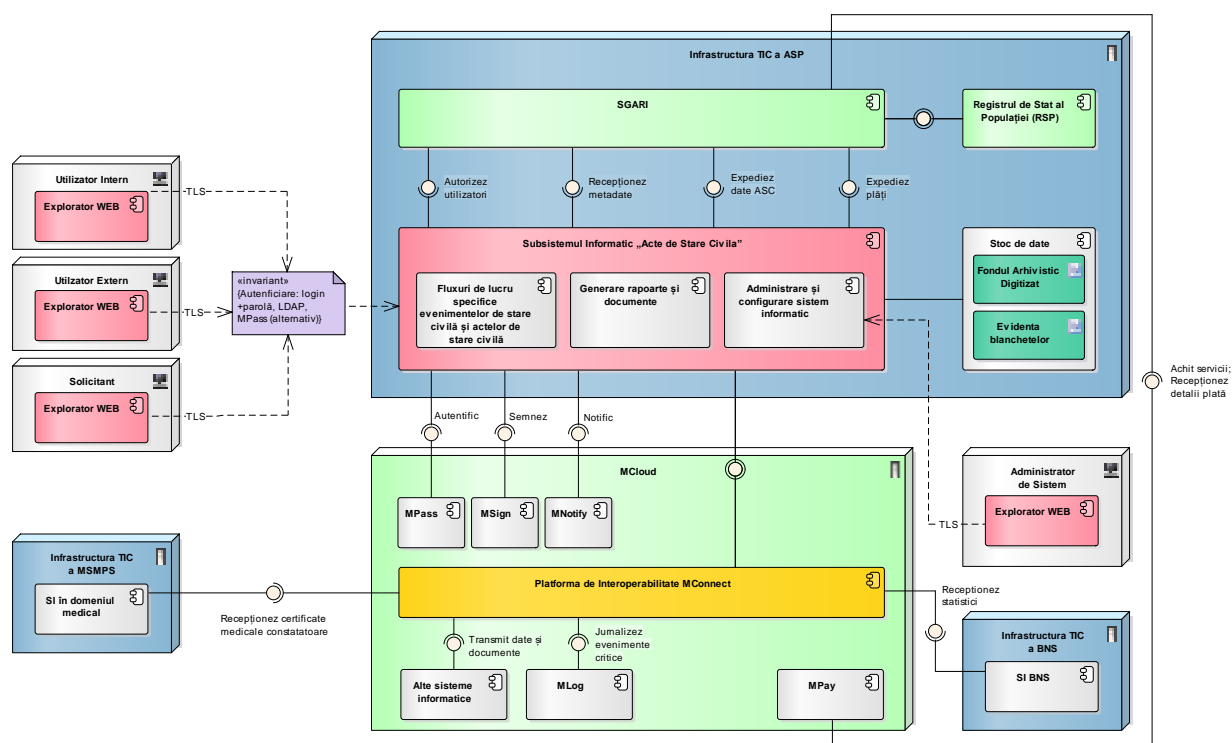 Infrastructura TIC a ASP
SGARI
Registrul de Stat al
Populației (RSP)
Utilizator Intern
Explorator WEB
TLS
Autorizez
utilizatori
Recepționez
metadate
Expediez
date ASC
Expediez
plăți
Subsistemul Informatic „Acte de Stare Civila”
Stoc de date
Fondul Arhivistic
Digitizat
Evidenta
blanchetelor
Utilzator Extern
Explorator WEB
TLS
«invariant»
{Autenficiare: login
+parolă, LDAP,
MPass (alternativ)}
Fluxuri de lucru
specifice
evenimentelor de stare
civilă și actelor de
stare civilă
Generare rapoarte și
documente
Administrare și
configurare sistem
informatic
Solicitant
Explorator WEB
TLS
Achit servicii;
Recepționez
detalii plată
Autentific
Semnez
Notific
MCloud
MPass
MSign
MNotify
Administrator
de Sistem
Explorator WEB
TLS
Infrastructura TIC
a MSMPS
SI în domeniul
medical
Recepționez certificate
medicale constatatoare
Platforma de Interoperabilitate MConnect
Recepționez
statistici
Transmit date și
documente
Jurnalizez
evenimente
critice
Infrastructura TIC
a BNS
SI BNS
Alte sisteme
informatice
MLog
MPay